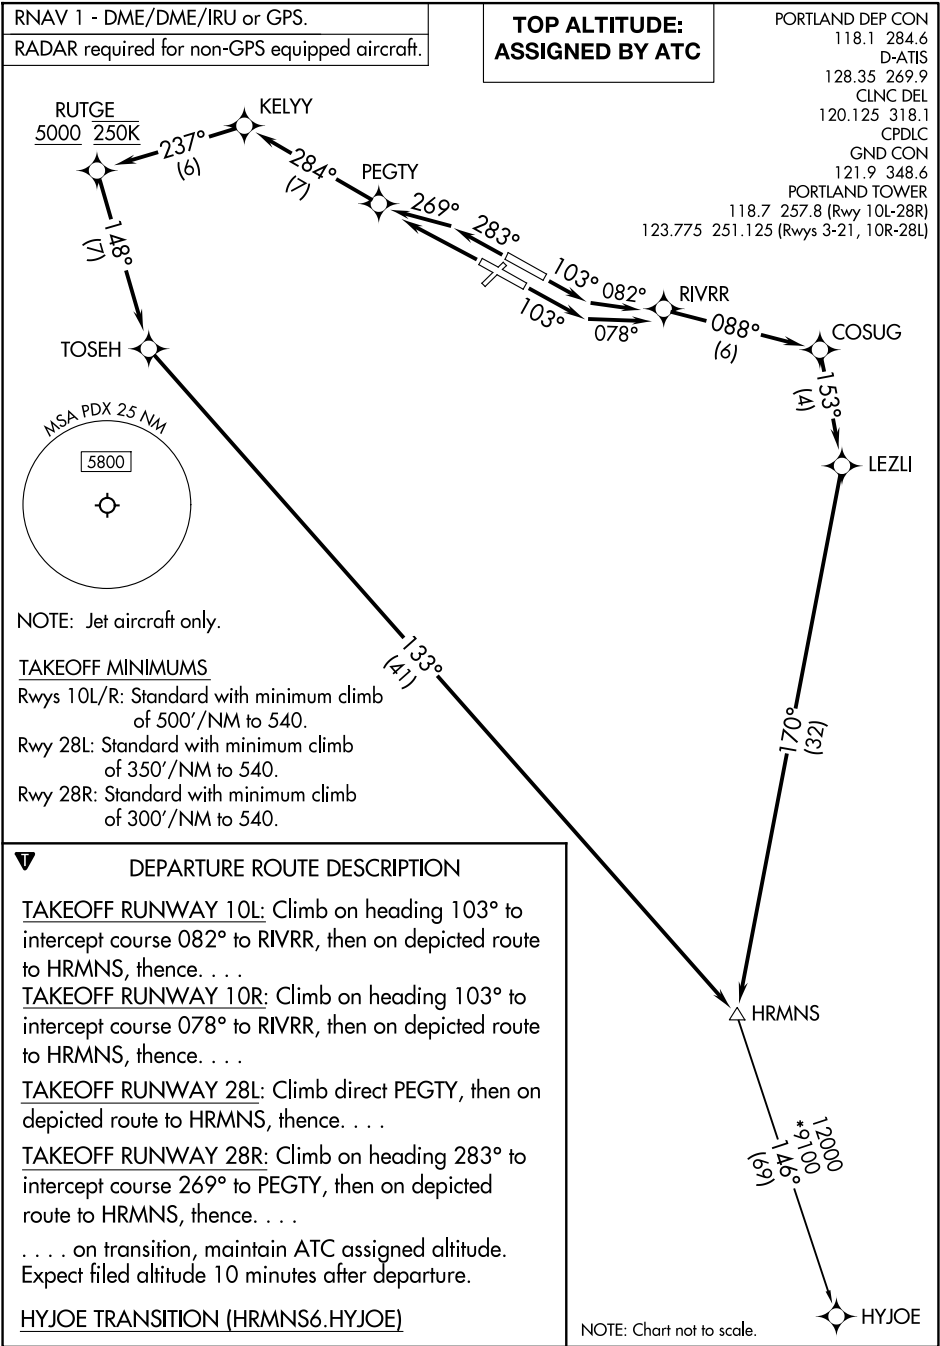 RNAV 1 - DME/DME/IRU or GPS.
RADAR required for non-GPS equipped aircraft.
TOP ALTITUDE:
ASSIGNED BY ATC
PORTLAND DEP CON
118.1 284.6
D-ATIS
128.35 269.9
CLNC DEL
120.125 318.1
CPDLC
GND CON
121.9 348.6
PORTLAND TOWER
118.7 257.8 (Rwy 10L-28R)
123.775 251.125 (Rwys 3-21, 10R-28L)
RUTGE
5000 250K
KELYY
237°
(6)
284°
(7)
PEGTY
269°
283°
148°
(7)
103°
082°
RIVRR
103°
078°
088°
(6)
COSUG
TOSEH
153°
(4)
LEZLI
MSA PDX 25 NM
5800
NOTE: Jet aircraft only.
133°
(41)
170°
(32)
TAKEOFF MINIMUMS
Rwys 10L/R: Standard with minimum climb
of 500'/NM to 540.
Rwy 28L: Standard with minimum climb
of 350'/NM to 540.
Rwy 28R: Standard with minimum climb
of 300'/NM to 540.
T
DEPARTURE ROUTE DESCRIPTION
TAKEOFF RUNWAY 10L: Climb on heading 103° to
intercept course 082° to RIVRR, then on depicted route
to HRMNS, thence. . . .
TAKEOFF RUNWAY 10R: Climb on heading 103° to
intercept course 078° to RIVRR, then on depicted route
to HRMNS, thence. . . .
TAKEOFF RUNWAY 28L: Climb direct PEGTY, then on
depicted route to HRMNS, thence. . . .
TAKEOFF RUNWAY 28R: Climb on heading 283° to
intercept course 269° to PEGTY, then on depicted
route to HRMNS, thence. . . .
. . . . on transition, maintain ATC assigned altitude.
Expect filed altitude 10 minutes after departure.
HYJOE TRANSITION (HRMNS6.HYJOE)
HRMNS
12000
*9100
146°
(69)
HYJOE
NOTE: Chart not to scale.